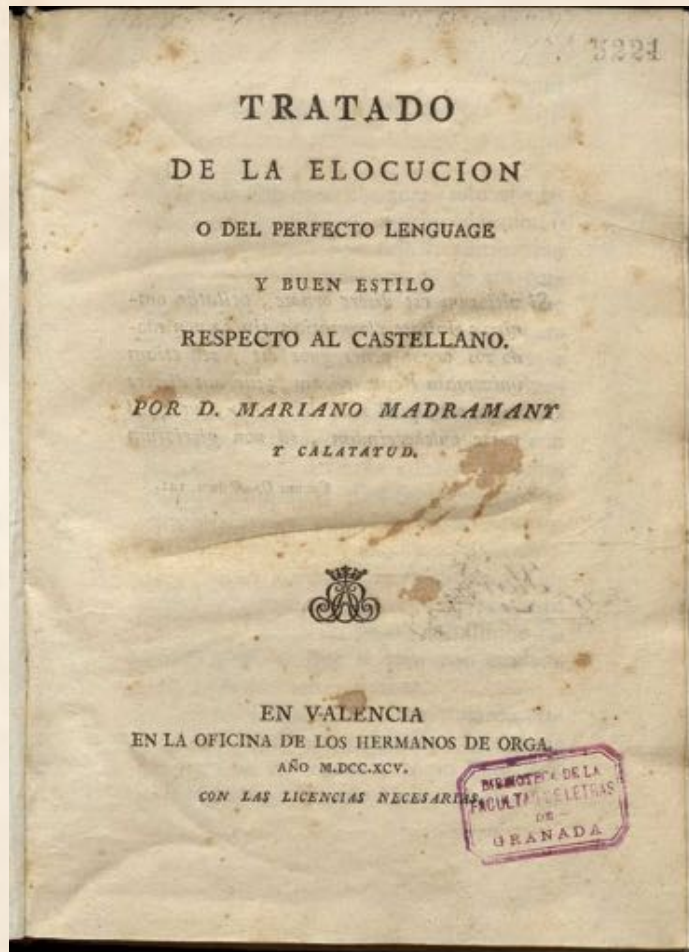 5221
TRATADO
DE LA ELOCUCION
O DEL PERFECTO LENGUAGE
Y BUEN ESTILO
RESPECTO AL CASTELLANO.
POR D. MARIANO MADRAMANY
Y CALATAYUD.
EN VALENCIA
EN LA OFICINA DE LOS HERMANOS DE ORGA.
AÑO M.DCC.XCV.
CON LAS LICENCIAS NECESARIAS.
BIBLIOTECA DE LA
FACULTAD DE LETRAS
DE
GRANADA